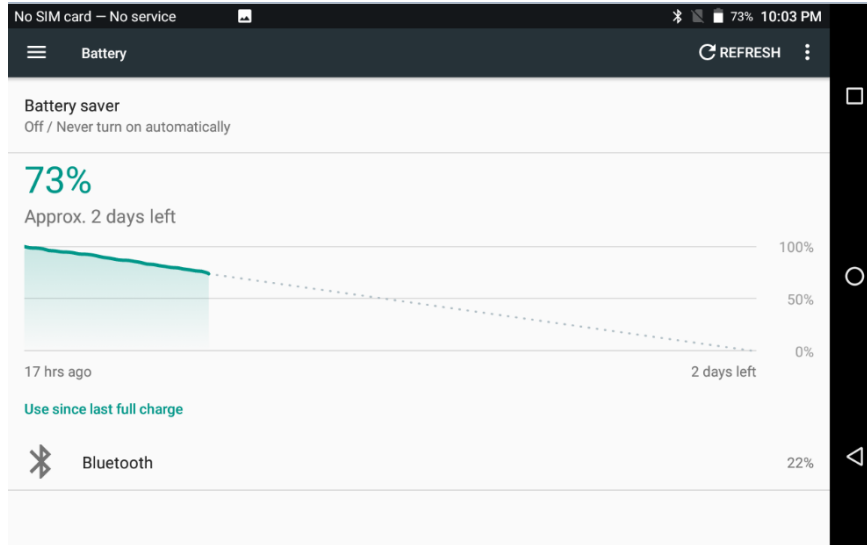 No SIM card — No service
73% 10:03 PM
Battery
REFRESH
Battery saver
Off / Never turn on automatically
73%
Approx. 2 days left
100%
50%
0%
17 hrs ago
2 days left
Use since last full charge
Bluetooth
22%